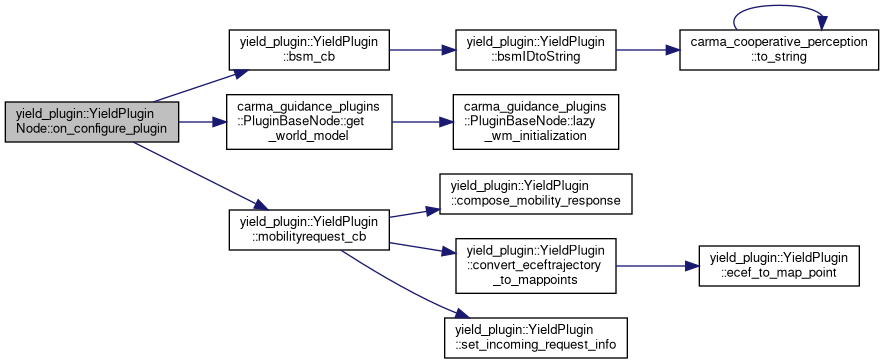 yield_plugin::YieldPlugin
Node::on_configure_plugin
yield_plugin::YieldPlugin
::bsm_cb
yield_plugin::YieldPlugin
::bsmIDtoString
carma_cooperative_perception
::to_string
carma_guidance_plugins
::PluginBaseNode::get
_world_model
carma_guidance_plugins
::PluginBaseNode::lazy
_wm_initialization
yield_plugin::YieldPlugin
::mobilityrequest_cb
yield_plugin::YieldPlugin
::compose_mobility_response
yield_plugin::YieldPlugin
::convert_eceftrajectory
_to_mappoints
yield_plugin::YieldPlugin
::ecef_to_map_point
yield_plugin::YieldPlugin
::set_incoming_request_info